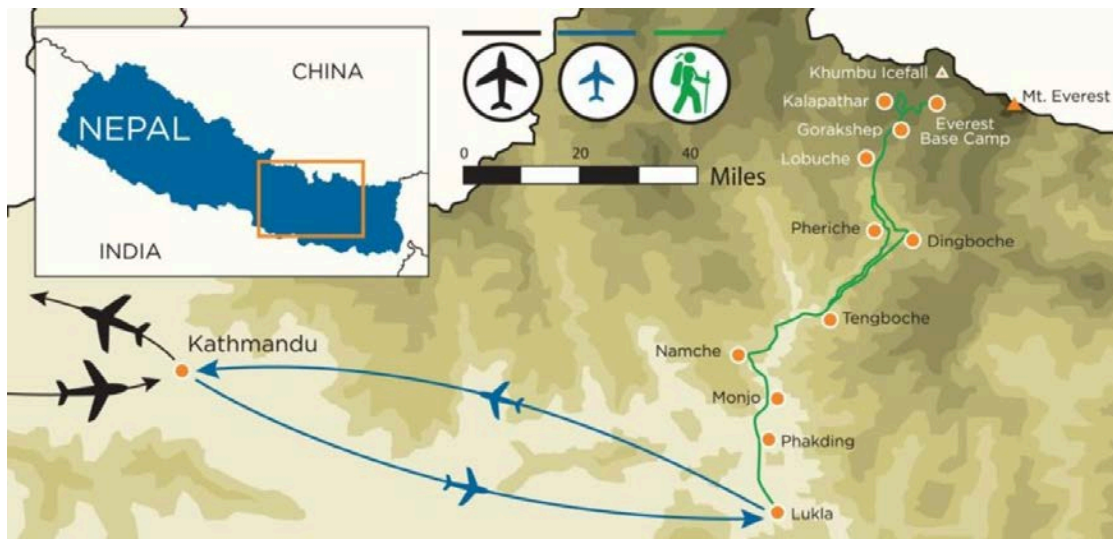 CHINA
NEPAL
INDIA
0 20 40
Miles
Khumbu Icefall
Kalapathar
Mt. Everest
Everest
Base Camp
Gorakshep
Lobuche
Pheriche
Dingboche
Tengboche
Kathmandu
Namche
Monjo
Phakding
Lukla